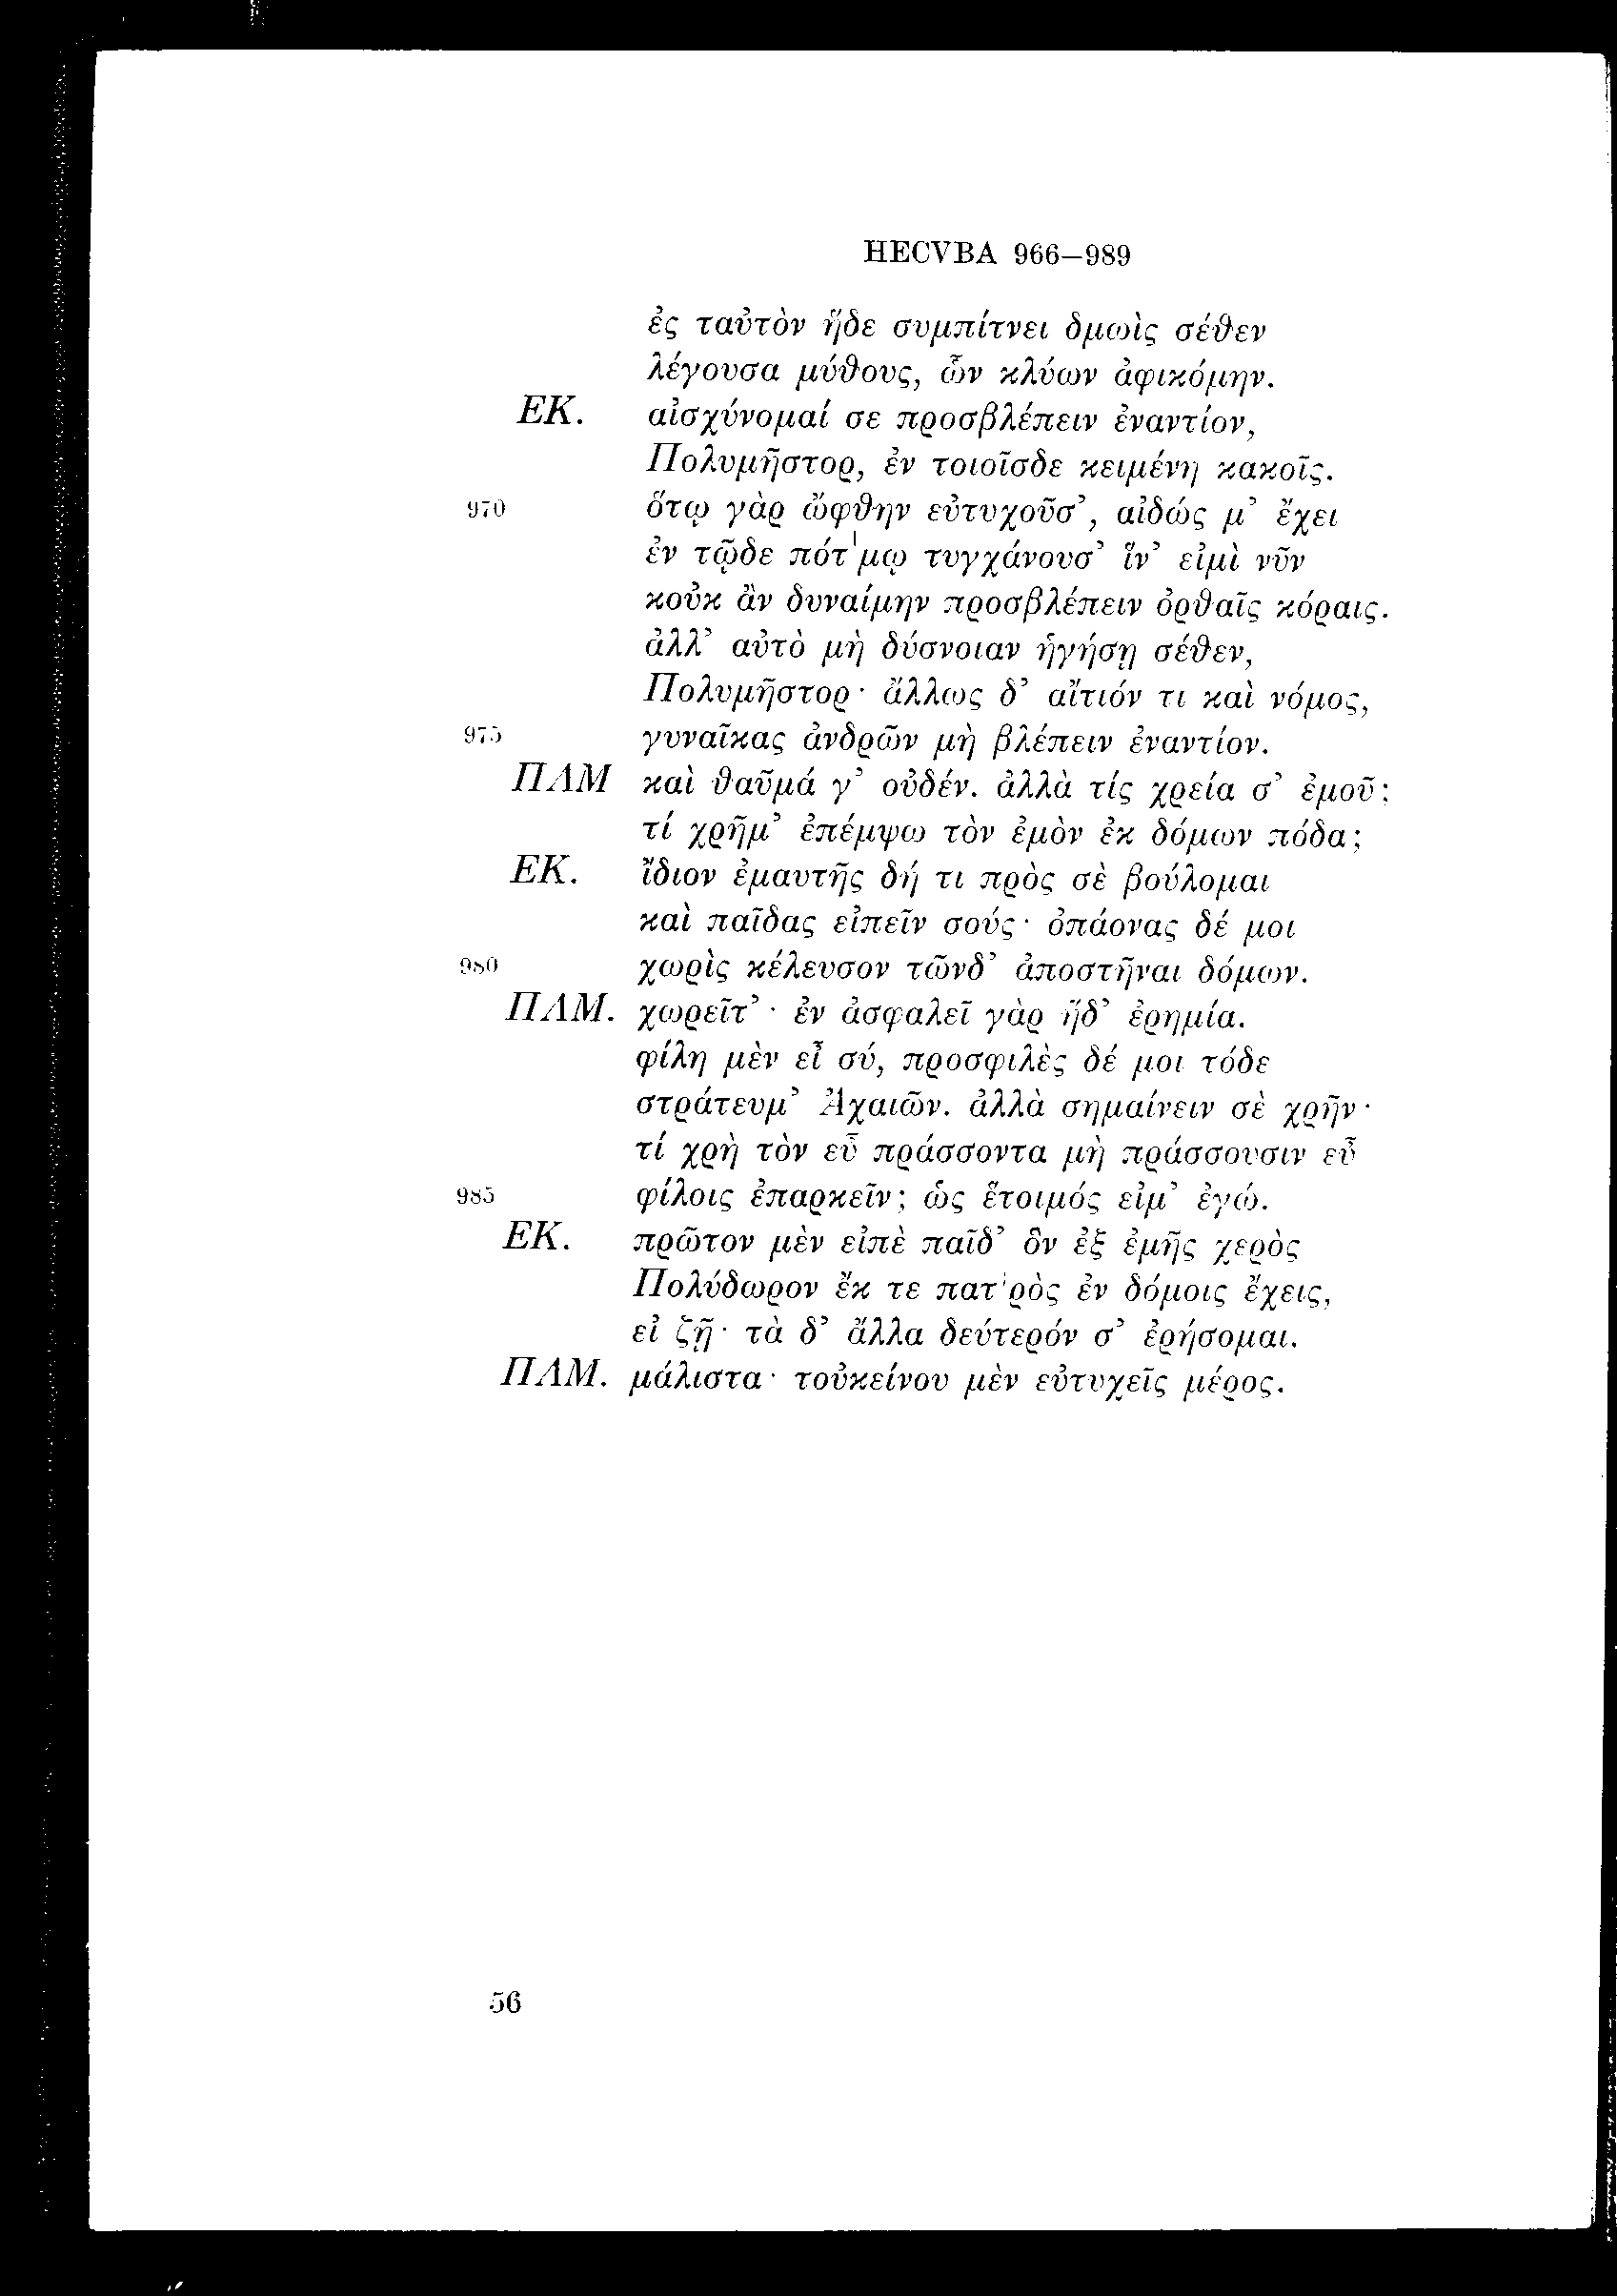 HECVBA 966–989
ἐς ταὐτὸν ἥδε συμπίτνει δμωὶς σέθεν
λέγουσα μύθους, ὧν κλύων ἀφικόμην.
ΕΚ. αἰσχύνομαί σε προσβλέπειν ἐναντίον,
Πολυμῆστορ, ἐν τοιοῖσδε κειμένη κακοῖς.
970 ὅτῳ γὰρ ὤφθην εὐτυχοῦσ’, αἰδώς μ’ ἔχει
ἐν τῷδε πότ'μῳ τυγχάνουσ’ ἵν’ εἰμὶ νῦν
κοὐκ ἂν δυναίμην προσβλέπειν ὀρθαῖς κόραις.
ἀλλ’ αὐτὸ μὴ δύσνοιαν ἡγήσῃ σέθεν,
Πολυμῆστορ· ἄλλως δ’ αἴτιόν τι καὶ νόμος,
975 γυναῖκας ἀνδρῶν μὴ βλέπειν ἐναντίον.
ΠΛΜ καὶ θαῦμά γ’ οὐδέν. ἀλλὰ τίς χρεία σ’ ἐμοῦ;
τί χρῆμ’ ἐπέμψω τὸν ἐμὸν ἐκ δόμων πόδα;
ΕΚ. ἴδιον ἐμαυτῆς δή τι πρὸς σὲ βούλομαι
καὶ παῖδας εἰπεῖν σούς· ὀπάονας δέ μοι
980 χωρὶς κέλευσον τῶνδ’ ἀποστῆναι δόμων.
ΠΛΜ. χωρεῖτ’· ἐν ἀσφαλεῖ γὰρ ἥδ’ ἐρημία.
φίλη μὲν εἶ σύ, προσφιλὲς δέ μοι τόδε
στράτευμ’ Ἀχαιῶν. ἀλλὰ σημαίνειν σὲ χρῆν·
τί χρὴ τὸν εὖ πράσσοντα μὴ πράσσουσιν εὖ
985 φίλοις ἐπαρκεῖν; ὡς ἕτοιμός εἰμ’ ἐγώ.
ΕΚ. πρῶτον μὲν εἰπὲ παῖδ’ ὃν ἐξ ἐμῆς χερὸς
Πολύδωρον ἔκ τε πατ'ρὸς ἐν δόμοις ἔχεις,
εἰ ζῇ· τὰ δ’ ἄλλα δεύτερόν σ’ ἐρήσομαι.
ΠΛΜ. μάλιστα· τοὐκείνου μὲν εὐτυχεῖς μέρος.
56